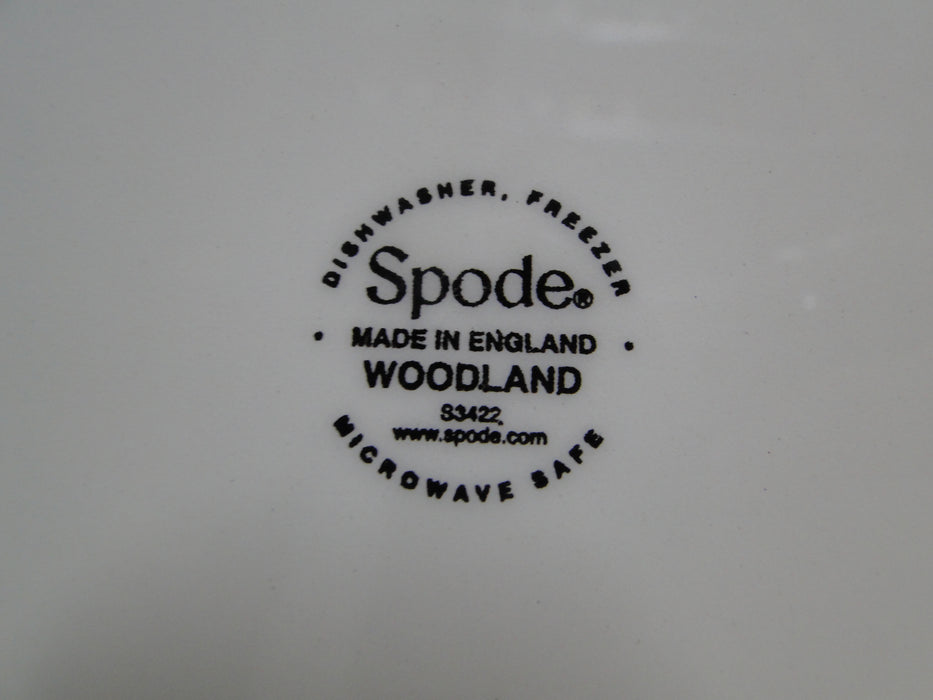 DISHWASHER, FREEZER
Spode®
• MADE IN ENGLAND •
WOODLAND
S3422
www.spode.com
MICROWAVE SAFE